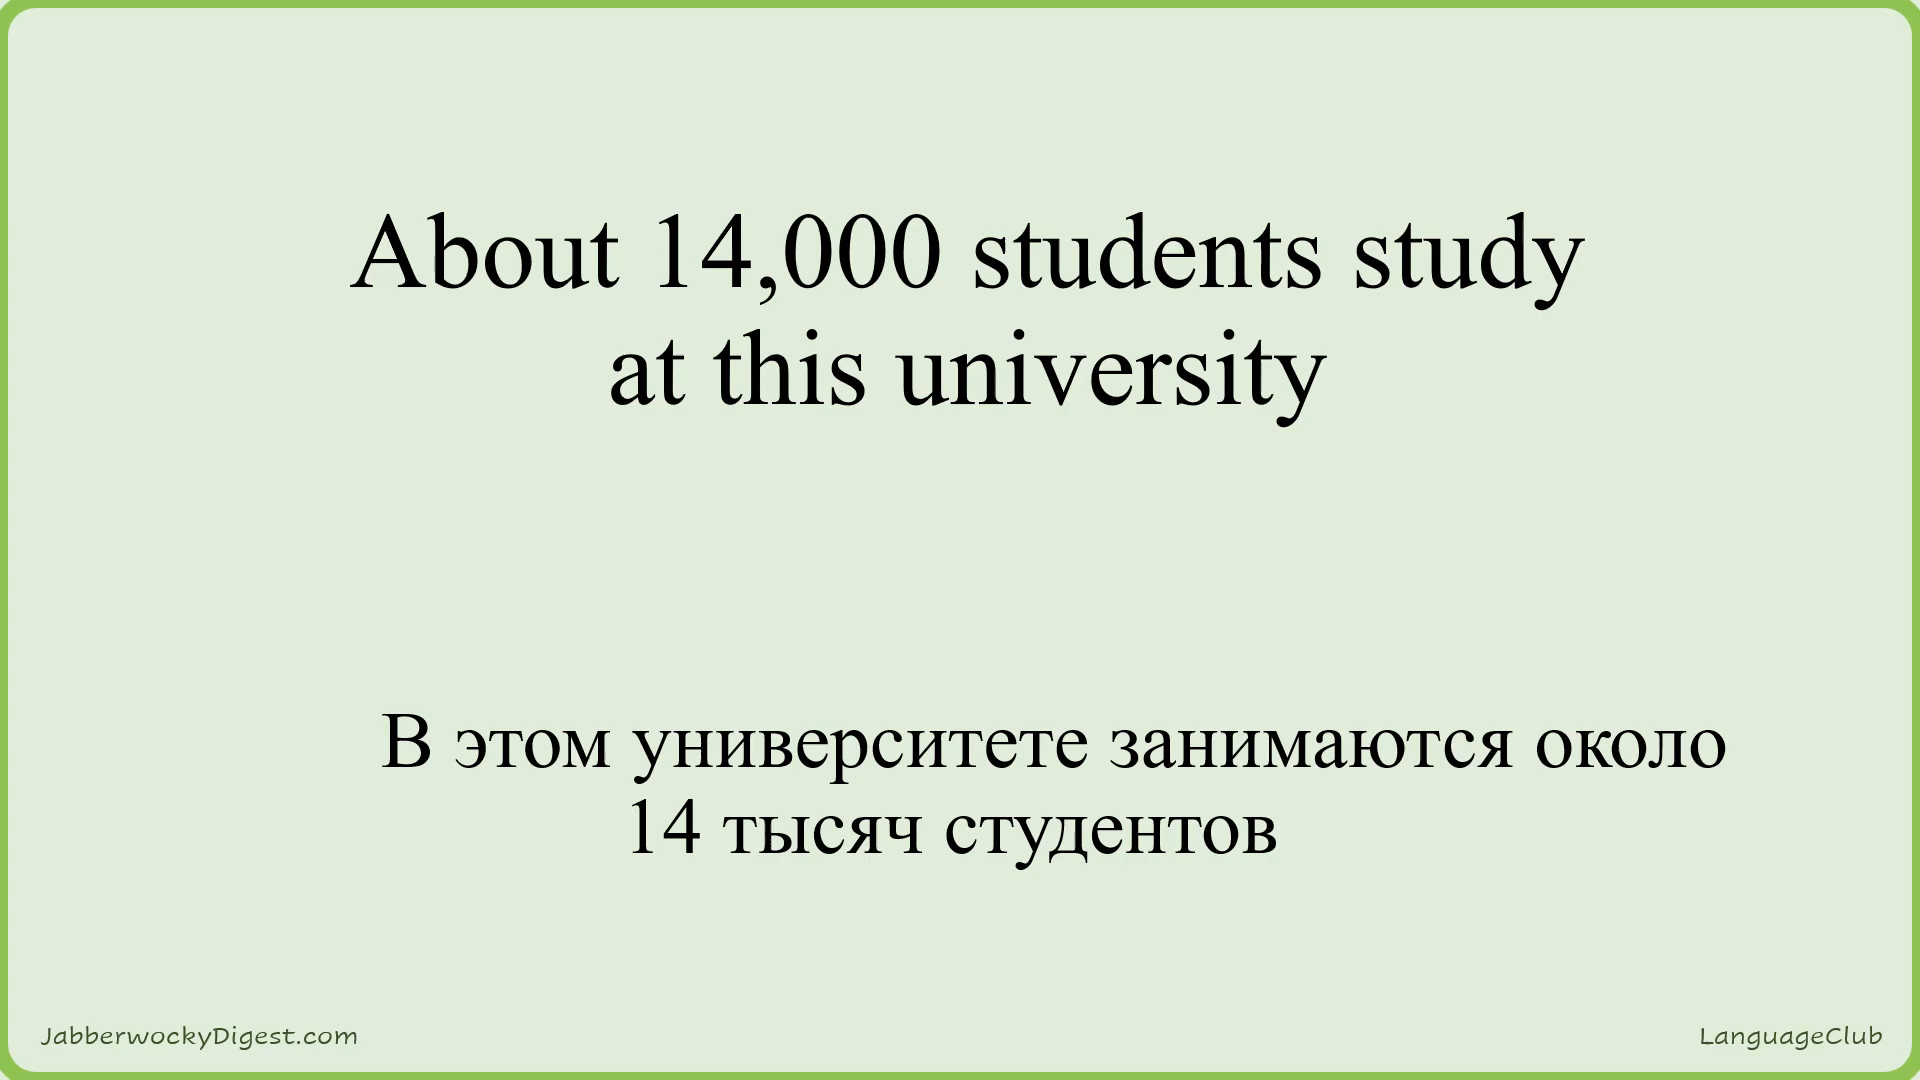 About 14,000 students study
at this university
В этом университете занимаются около
14 тысяч студентов
JabberwockyDigest.com
LanguageClub